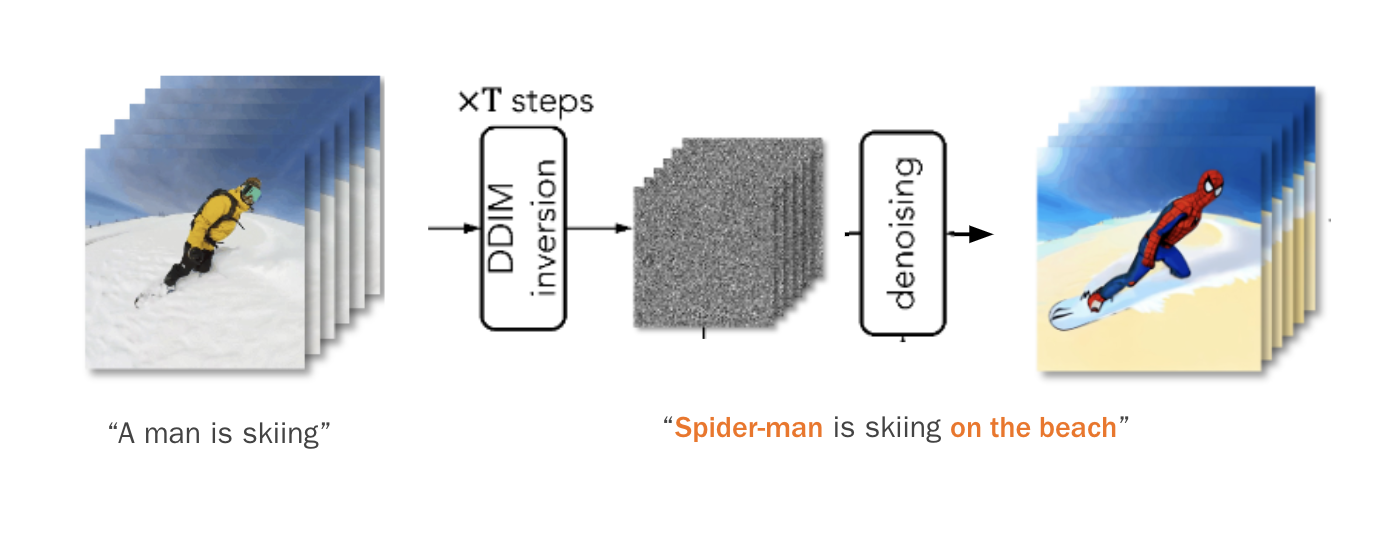 ×T steps
DDIM
inversion
denoising
“A man is skiing”
“Spider-man is skiing on the beach”